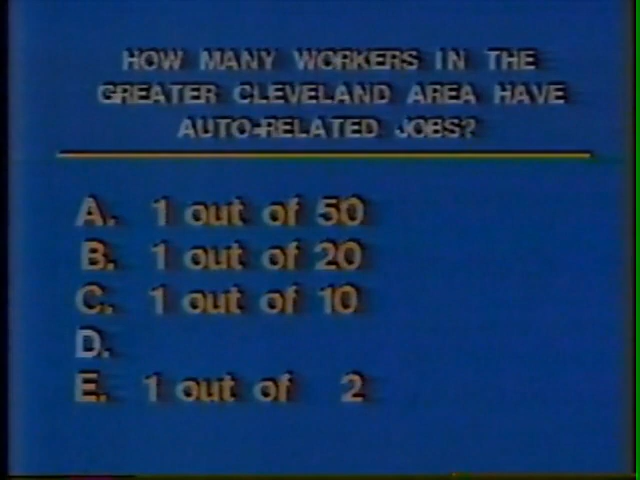 HOW MANY WORKERS IN THE
GREATER CLEVELAND AREA HAVE
AUTO-RELATED JOBS?
A. 1 out of 50
B. 1 out of 20
C. 1 out of 10
D.
E. 1 out of 2